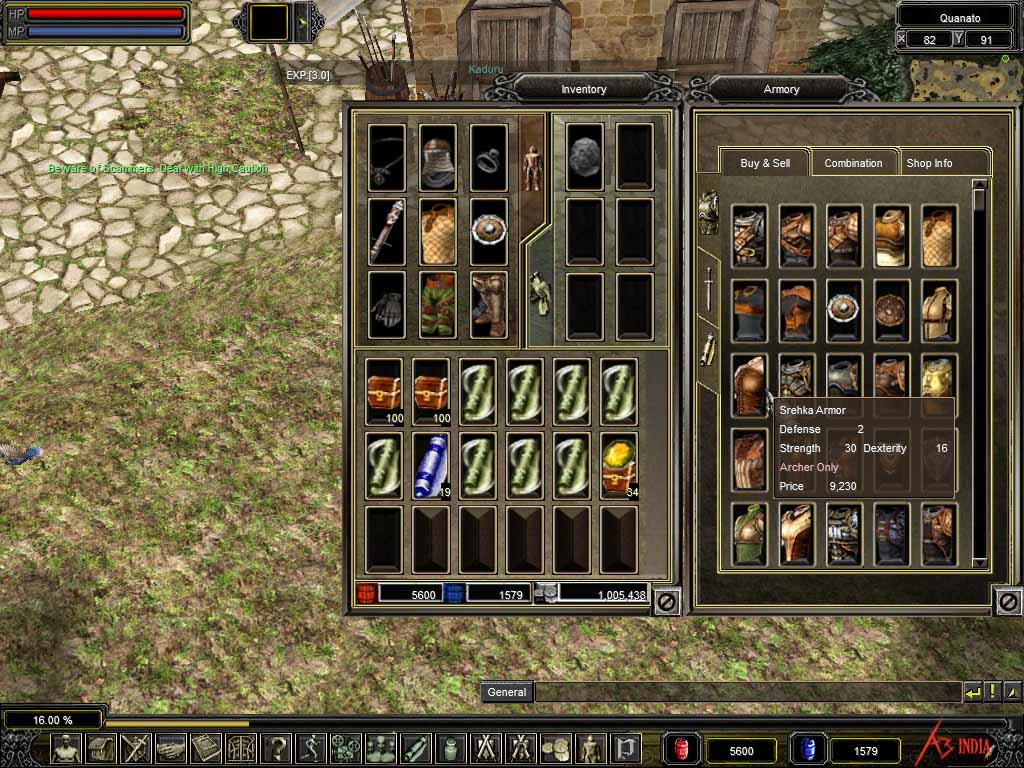 HP
MP
Quanato
X 82 Y 91
EXP:[3.0]
Kaduru
Inventory
Armory
Beware of Scammers Deal with High Caution
Buy & Sell
Combination
Shop Info
100
100
Srehka Armor
Defense 2
Strength 30 Dexterity 16
Archer Only
Price 9,230
19
34
5600
1579
1,005,438
General
16.00 %
5600
1579
A3 INDIA